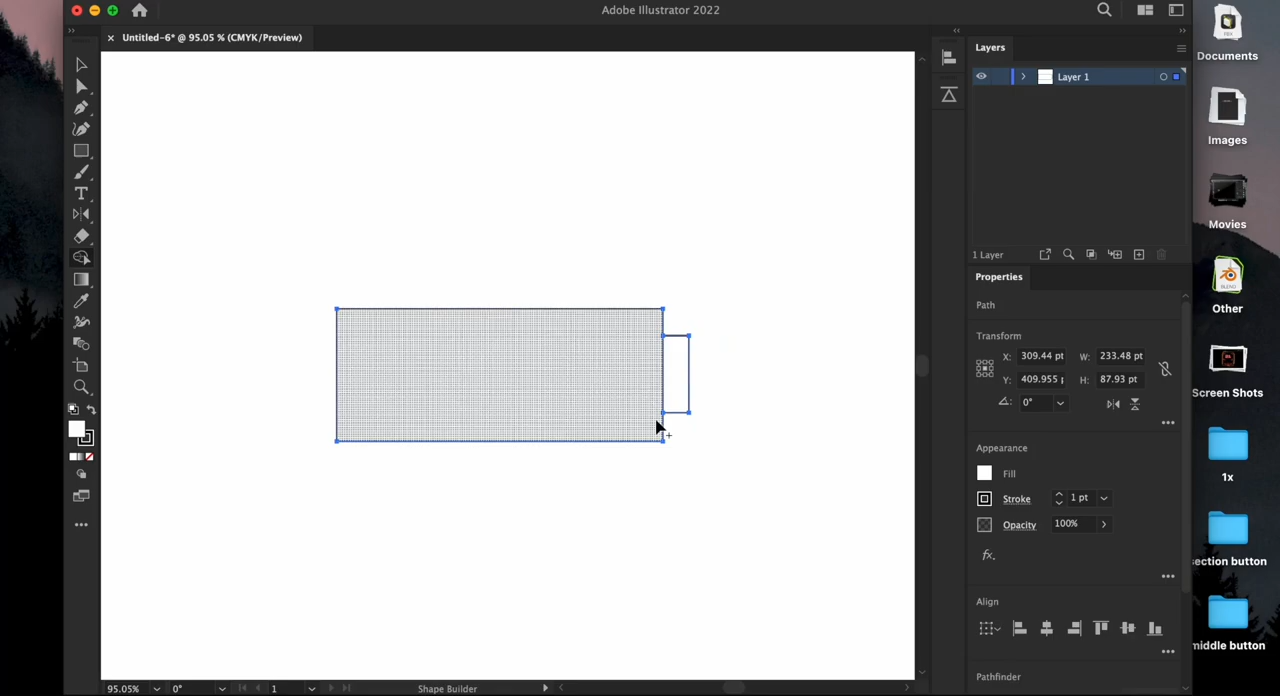 Adobe Illustrator 2022
Untitled-6* @ 95.05 % (CMYK/Preview)
Layers
Layer 1
1 Layer
Properties
Path
Transform
X: 309.44 pt W: 233.48 pt
Y: 409.955 p H: 87.93 pt
0°
Appearance
Fill
Stroke 1 pt
Opacity 100%
fx.
Align
Pathfinder
95.05% 0° 1 Shape Builder
Documents
Images
Movies
Other
Screen Shots
1x
section button
middle button